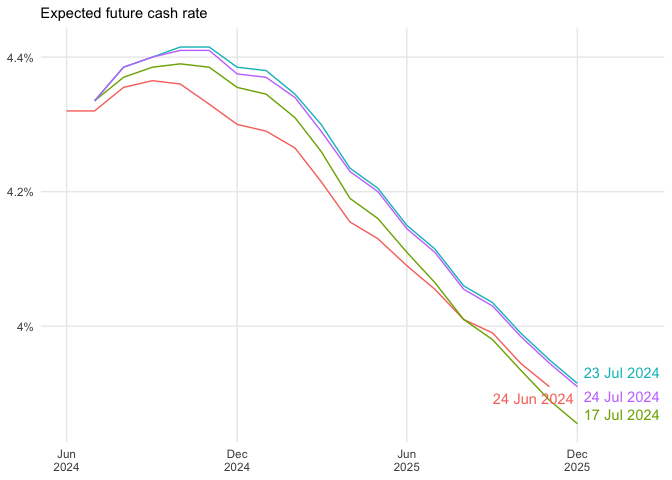 Expected future cash rate
4.4%
4.2%
4%
23 Jul 2024
24 Jun 2024
24 Jul 2024
17 Jul 2024
Jun
2024
Dec
2024
Jun
2025
Dec
2025